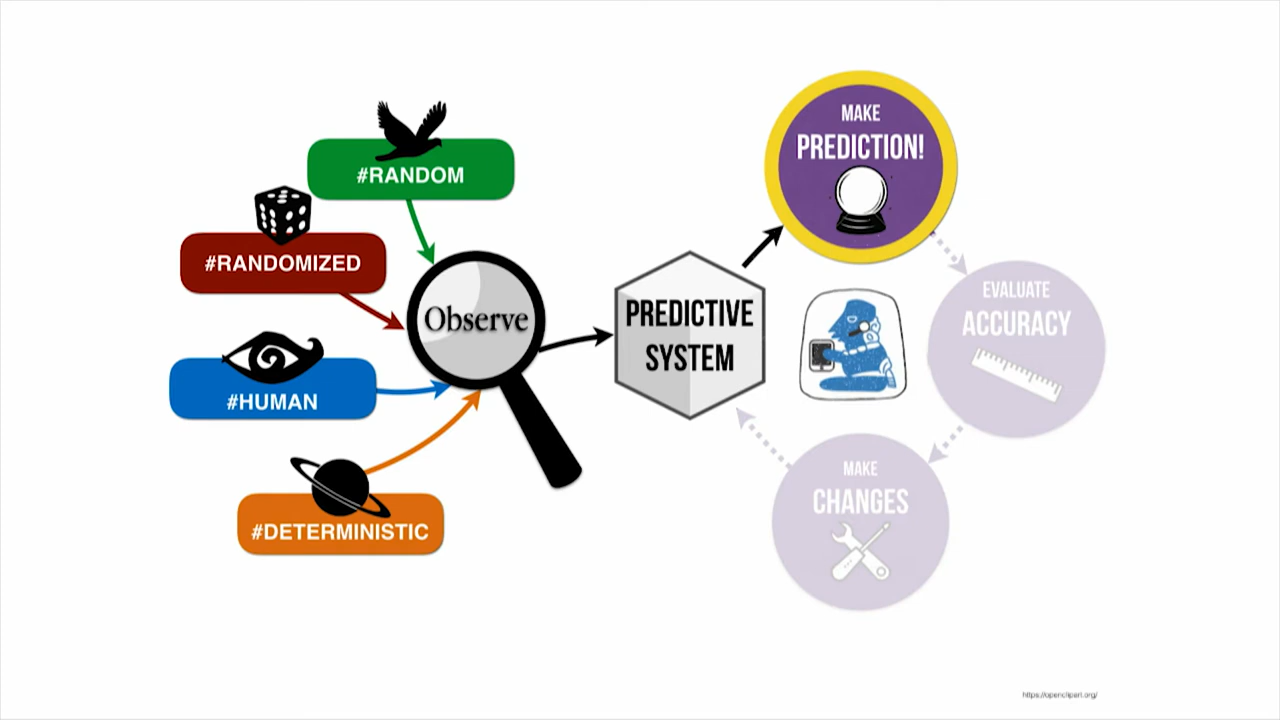 #RANDOM
#RANDOMIZED
#HUMAN
#DETERMINISTIC
Observe
PREDICTIVE
SYSTEM
MAKE
PREDICTION!
EVALUATE
ACCURACY
MAKE
CHANGES
https://openclipart.org/